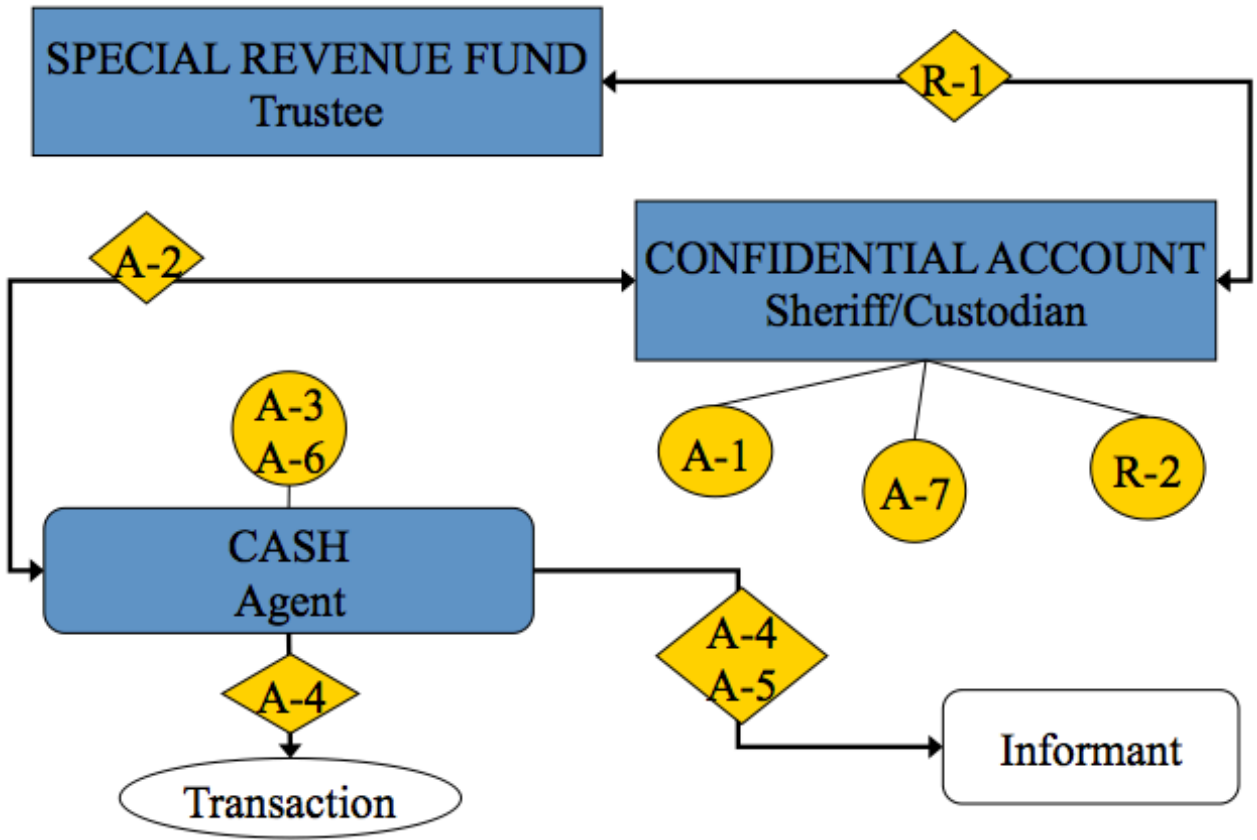 SPECIAL REVENUE FUND
Trustee
R-1
A-2
CONFIDENTIAL ACCOUNT
Sheriff/Custodian
A-3
A-6
A-1
A-7
R-2
CASH
Agent
A-4
A-4
A-5
Informant
Transaction